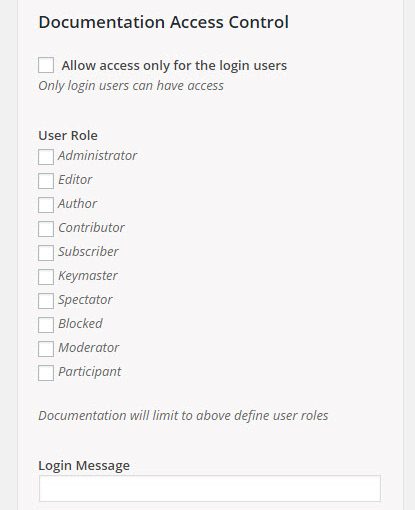 Documentation Access Control
Allow access only for the login users
Only login users can have access
User Role
Administrator
Editor
Author
Contributor
Subscriber
Keymaster
Spectator
Blocked
Moderator
Participant
Documentation will limit to above define user roles
Login Message